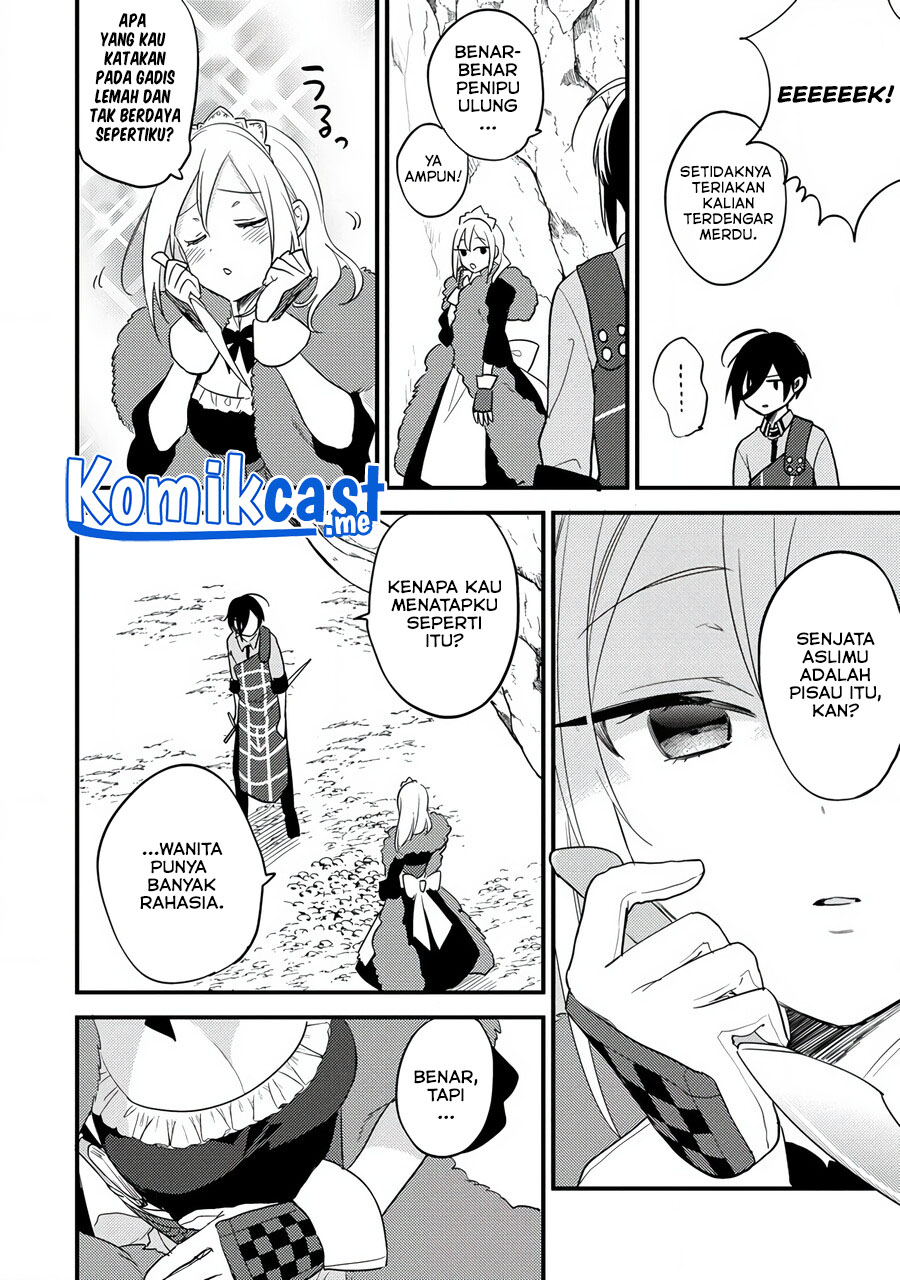 EEEEEEK!
SETIDAKNYA
TERIAKAN
KALIAN
TERDENGAR
MERDU.
.......
BENAR-
BENAR
PENIPU
ULUNG
...
YA
AMPUN!
APA
YANG KAU
KATAKAN
PADA GADIS
LEMAH DAN
TAK BERDAYA
SEPERTIKU?
うるっ
SENJATA
ASLIMU
ADALAH
PISAU ITU,
KAN?
KENAPA KAU
MENATAPKU
SEPERTI
ITU?
...WANITA
PUNYA
BANYAK
RAHASIA.
Komikcast
.me
BENAR,
TAPI
...